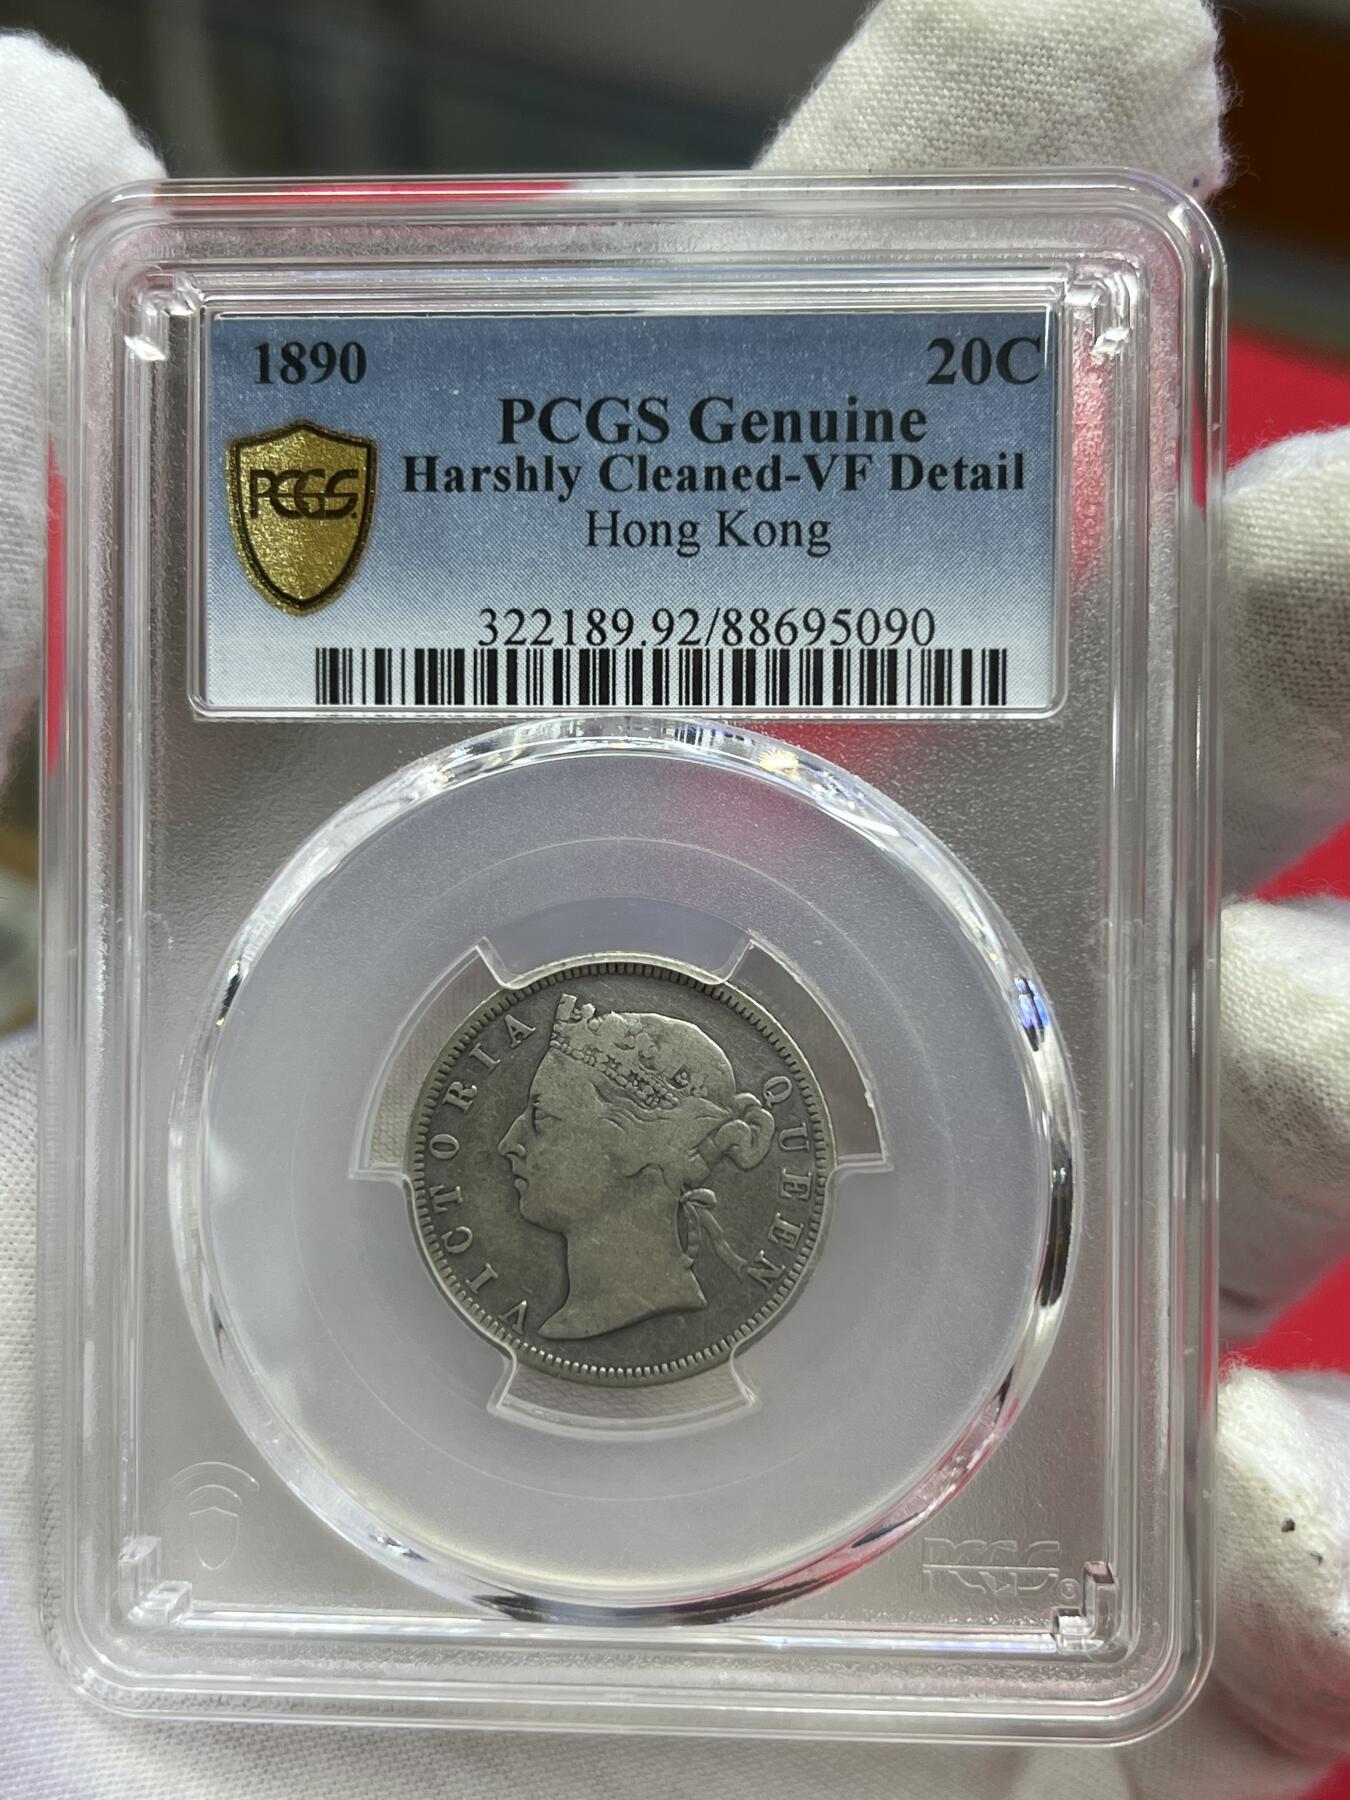 1890 20C
PCGS Genuine
Harshly Cleaned-VF Detail
Hong Kong
PCGS
322189.92/88695090
VICTORIA QUEEN
PCGS